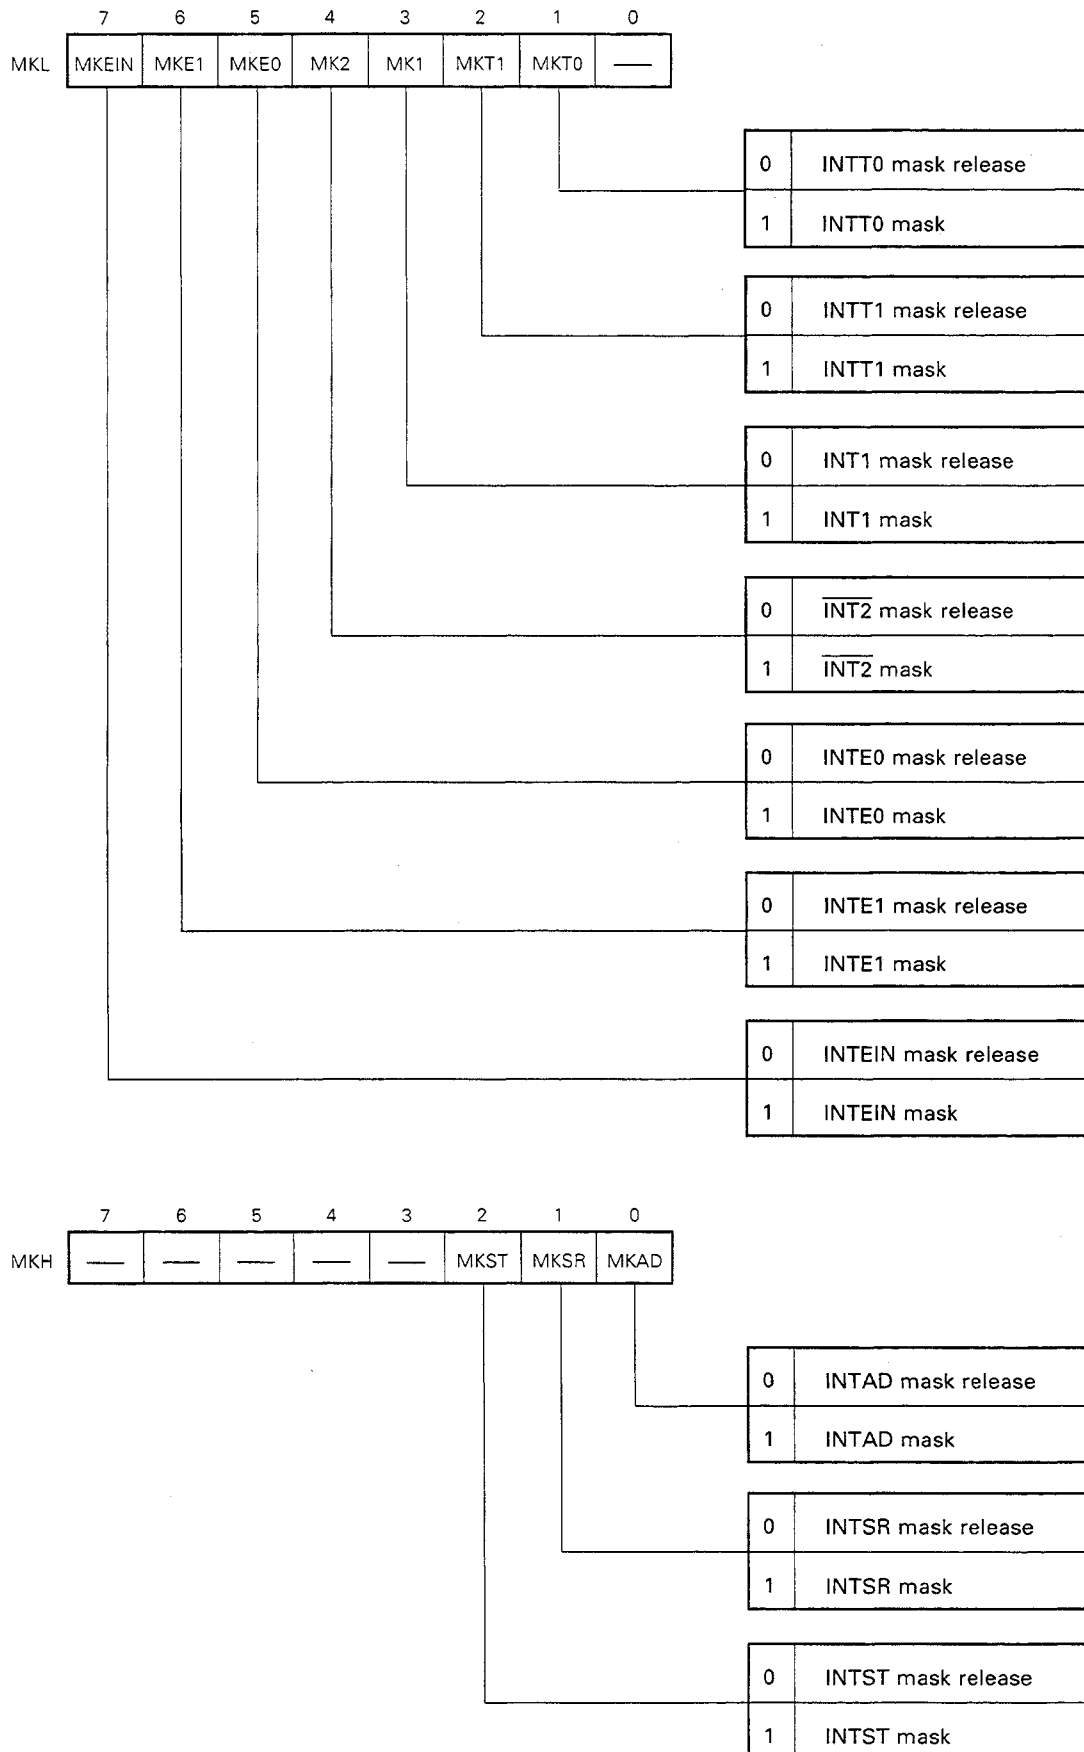 7 6 5 4 3 2 1 0
MKL MKEIN MKE1 MKE0 MK2 MK1 MKT1 MKT0 —
0 INTT0 mask release
1 INTT0 mask
0 INTT1 mask release
1 INTT1 mask
0 INT1 mask release
1 INT1 mask
0 I̅N̅T̅2̅ mask release
1 I̅N̅T̅2̅ mask
0 INTE0 mask release
1 INTE0 mask
0 INTE1 mask release
1 INTE1 mask
0 INTEIN mask release
1 INTEIN mask
7 6 5 4 3 2 1 0
MKH — — — — — MKST MKSR MKAD
0 INTAD mask release
1 INTAD mask
0 INTSR mask release
1 INTSR mask
0 INTST mask release
1 INTST mask